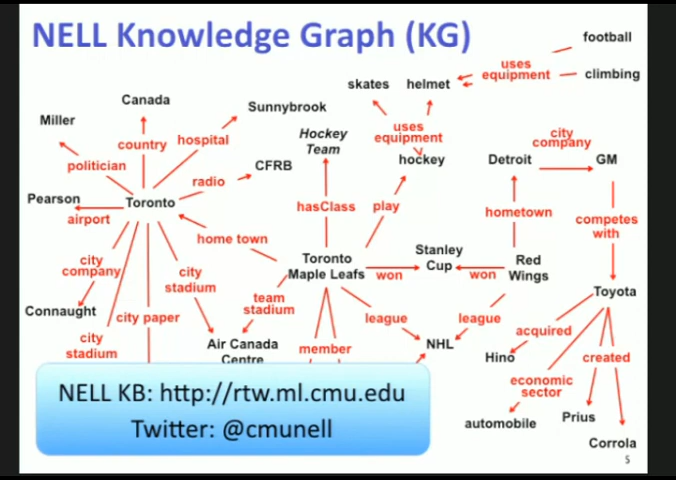 NELL Knowledge Graph (KG)
football
uses
equipment
climbing
skates
helmet
Canada
Sunnybrook
Miller
country
hospital
Hockey
Team
uses
equipment
hockey
city
company
Detroit
GM
politician
CFRB
radio
Pearson
Toronto
airport
hasClass
play
hometown
competes
with
home town
Stanley
Cup
city
company
city
stadium
Toronto
Maple Leafs
won
won
Red
Wings
Toyota
Connaught
city paper
team
stadium
league
league
acquired
city
stadium
Air Canada
Centre
member
NHL
Hino
created
economic
sector
automobile
Prius
Corrola
NELL KB: http://rtw.ml.cmu.edu
Twitter: @cmunell
5